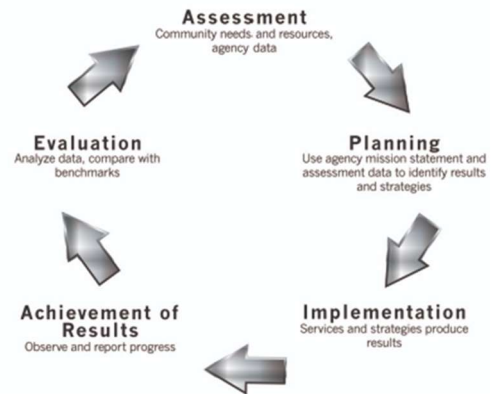 Assessment
Community needs and resources,
agency data
Evaluation
Analyze data, compare with
benchmarks
Planning
Use agency mission statement and
assessment data to identify results
and strategies
Achievement of
Results
Observe and report progress
Implementation
Services and strategies produce
results